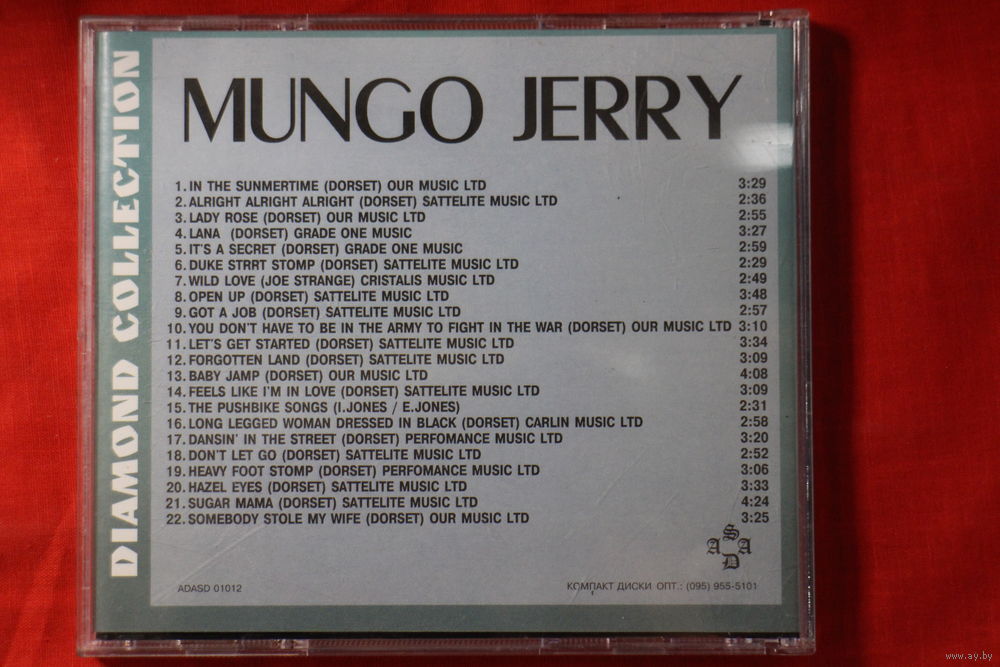 DIAMOND COLLECTION
MUNGO JERRY
1. IN THE SUNMERTIME (DORSET) OUR MUSIC LTD 3:29
2. ALRIGHT ALRIGHT ALRIGHT (DORSET) SATTELITE MUSIC LTD 2:36
3. LADY ROSE (DORSET) OUR MUSIC LTD 2:55
4. LANA (DORSET) GRADE ONE MUSIC 3:27
5. IT'S A SECRET (DORSET) GRADE ONE MUSIC 2:59
6. DUKE STRRT STOMP (DORSET) SATTELITE MUSIC LTD 2:29
7. WILD LOVE (JOE STRANGE) CRISTALIS MUSIC LTD 2:49
8. OPEN UP (DORSET) SATTELITE MUSIC LTD 3:48
9. GOT A JOB (DORSET) SATTELITE MUSIC LTD 2:57
10. YOU DON'T HAVE TO BE IN THE ARMY TO FIGHT IN THE WAR (DORSET) OUR MUSIC LTD 3:10
11. LET'S GET STARTED (DORSET) SATTELITE MUSIC LTD 3:34
12. FORGOTTEN LAND (DORSET) SATTELITE MUSIC LTD 3:09
13. BABY JAMP (DORSET) OUR MUSIC LTD 4:08
14. FEELS LIKE I'M IN LOVE (DORSET) SATTELITE MUSIC LTD 3:09
15. THE PUSHBIKE SONGS (I.JONES / E.JONES) 2:31
16. LONG LEGGED WOMAN DRESSED IN BLACK (DORSET) CARLIN MUSIC LTD 2:58
17. DANSIN' IN THE STREET (DORSET) PERFOMANCE MUSIC LTD 3:20
18. DON'T LET GO (DORSET) SATTELITE MUSIC LTD 2:52
19. HEAVY FOOT STOMP (DORSET) PERFOMANCE MUSIC LTD 3:06
20. HAZEL EYES (DORSET) SATTELITE MUSIC LTD 3:33
21. SUGAR MAMA (DORSET) SATTELITE MUSIC LTD 4:24
22. SOMEBODY STOLE MY WIFE (DORSET) OUR MUSIC LTD 3:25
S
A A
D
ADASD 01012 КОМПАКТ ДИСКИ ОПТ.: (095) 955-5101
www.ay.by